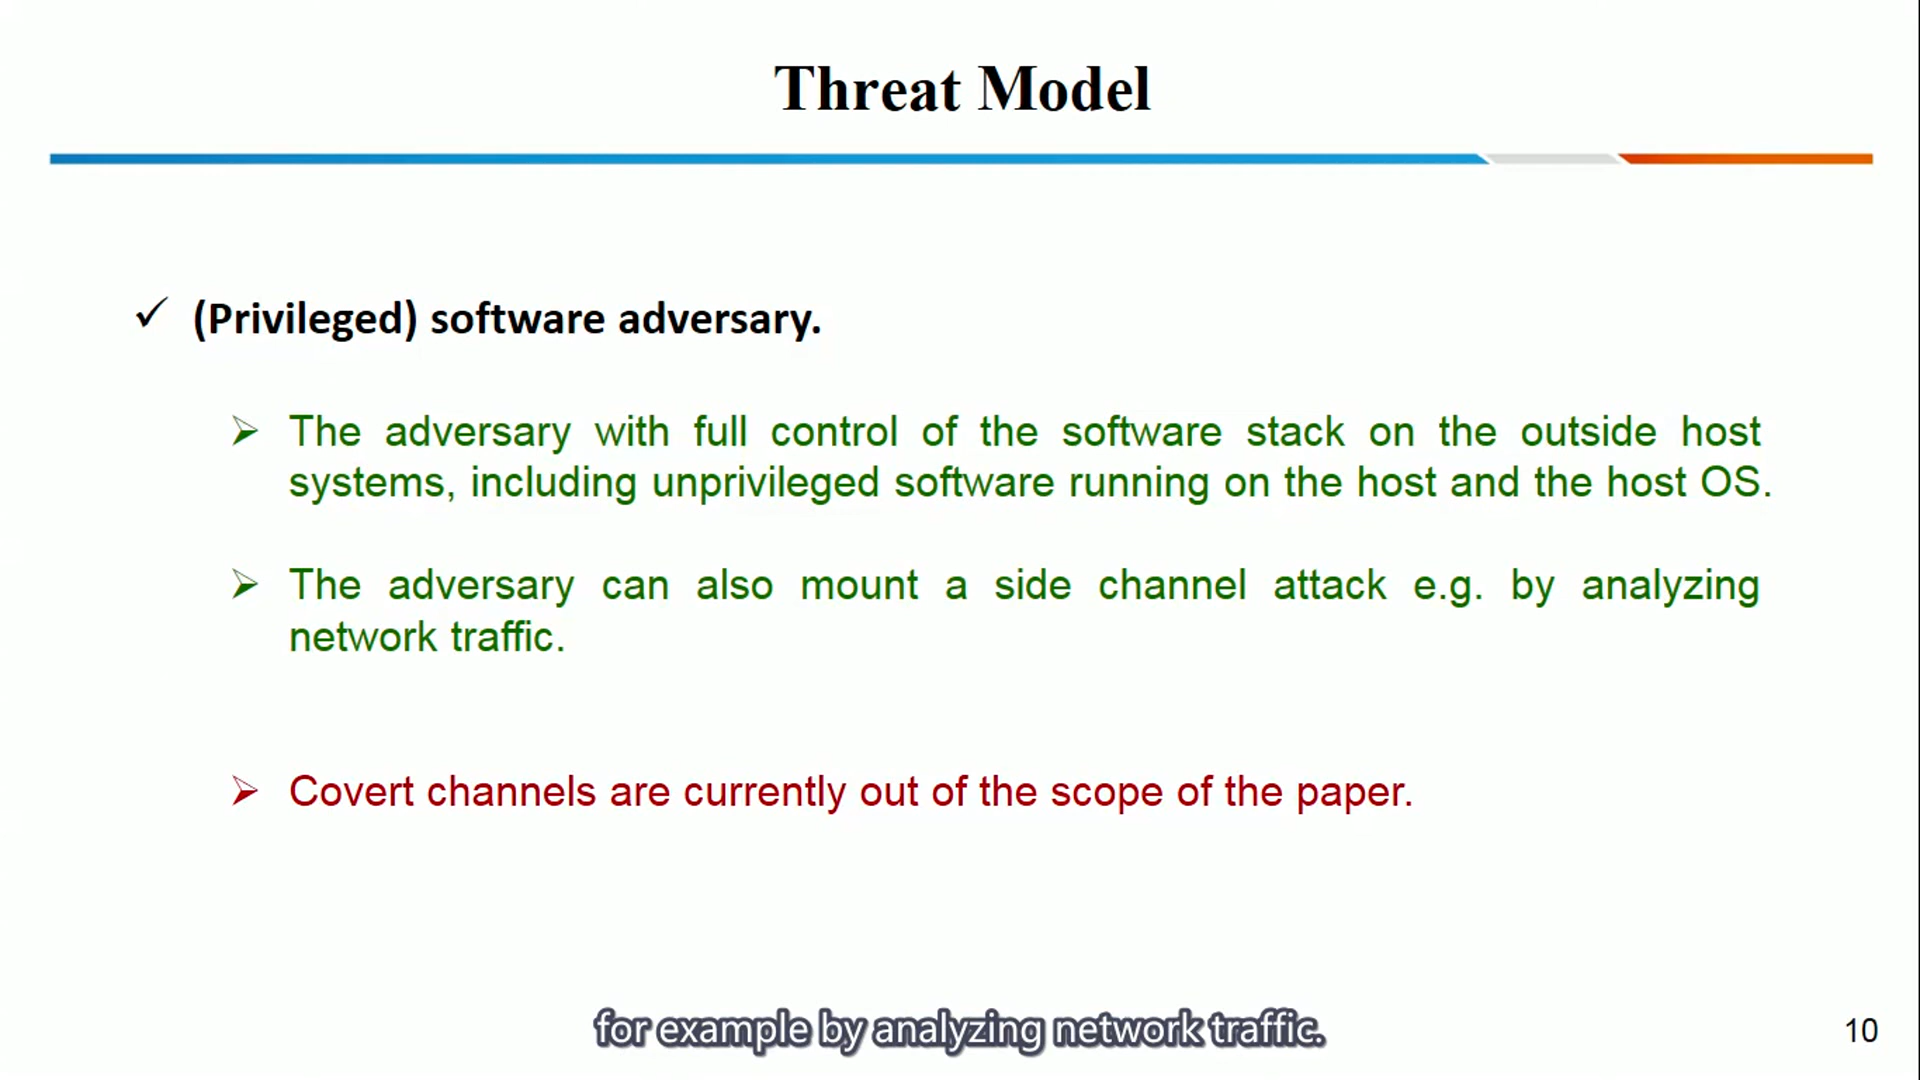 Threat Model
(Privileged) software adversary.
The adversary with full control of the software stack on the outside host
systems, including unprivileged software running on the host and the host OS.
The adversary can also mount a side channel attack e.g. by analyzing
network traffic.
Covert channels are currently out of the scope of the paper.
for example by analyzing network traffic.
10